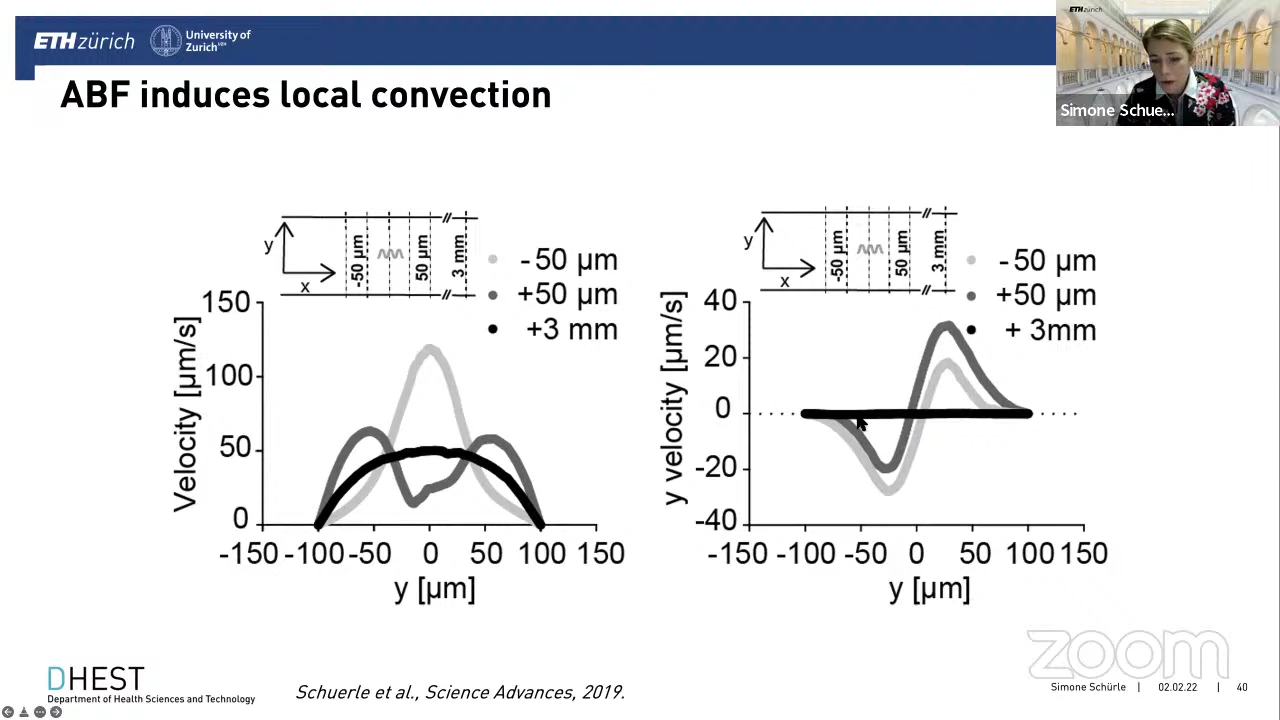 ETH zürich
University of
Zurich UZH
ETH zürich
Simone Schue...
ABF induces local convection
y
x
-50 µm
50 µm
3 mm
- 50 µm
+50 µm
+3 mm
150
100
50
0
Velocity [µm/s]
-150 -100 -50 0 50 100 150
y [µm]
y
x
-50 µm
50 µm
3 mm
- 50 µm
+50 µm
+ 3mm
40
20
0
-20
-40
y velocity [µm/s]
-150 -100 -50 0 50 100 150
y [µm]
zoom
DHEST
Department of Health Sciences and Technology
Schuerle et al., Science Advances, 2019.
Simone Schürle | 02.02.22 | 40